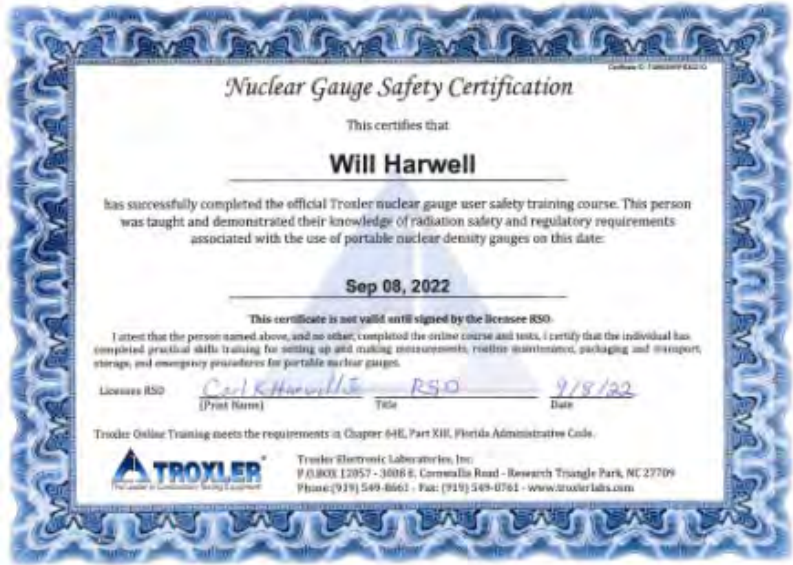 Nuclear Gauge Safety Certification
This certifies that
Will Harwell
has successfully completed the official Troxler nuclear gauge user safety training course. This person
was taught and demonstrated their knowledge of radiation safety and regulatory requirements
associated with the use of portable nuclear density gauges on this date:
Sep 08, 2022
This certificate is not valid until signed by the licensee RSO
I attest that the person named above, and no other, completed the online course and tests, I certify that the individual has
completed practical skills training for setting up and making measurements, routine maintenance, packaging and transport,
storage, and emergency procedures for portable nuclear gauges.
Licensee RSO RSO 9/8/22
(Print Name) Title Date
Troxler Online Training meets the requirements in Chapter 64E, Part XIII, Florida Administrative Code.
TROXLER
Troxler Electronic Laboratories, Inc.
P.O.BOX 12057 - 3008 E. Cornwallis Road - Research Triangle Park, NC 27709
Phone:(919) 549-8661 - Fax: (919) 549-0761 - www.troxlerlabs.com